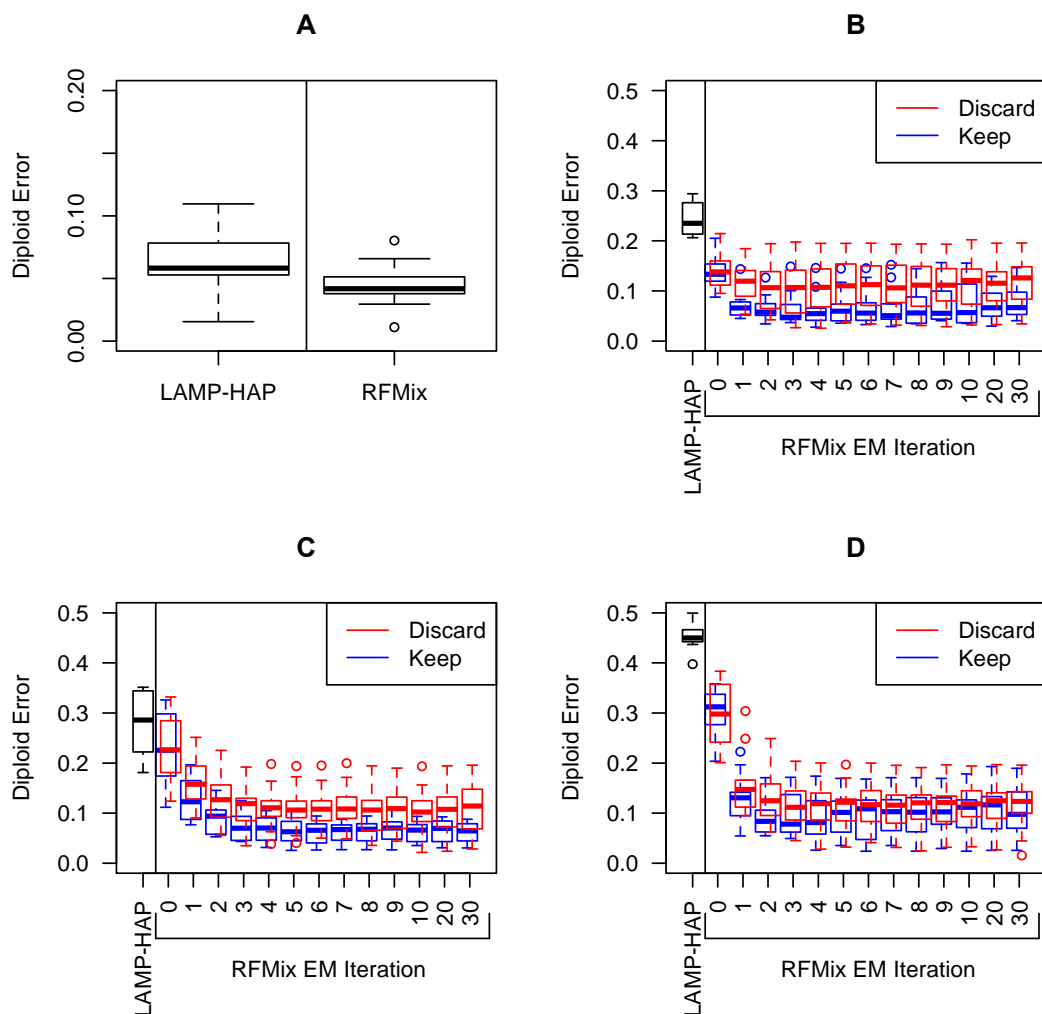 A
Diploid Error
0.00
0.10
0.20
LAMP-HAP
RFMix
B
Diploid Error
0.0
0.1
0.2
0.3
0.4
0.5
Discard
Keep
LAMP-HAP
0
1
2
3
4
5
6
7
8
9
10
20
30
RFMix EM Iteration
C
Diploid Error
0.0
0.1
0.2
0.3
0.4
0.5
Discard
Keep
LAMP-HAP
0
1
2
3
4
5
6
7
8
9
10
20
30
RFMix EM Iteration
D
Diploid Error
0.0
0.1
0.2
0.3
0.4
0.5
Discard
Keep
LAMP-HAP
0
1
2
3
4
5
6
7
8
9
10
20
30
RFMix EM Iteration